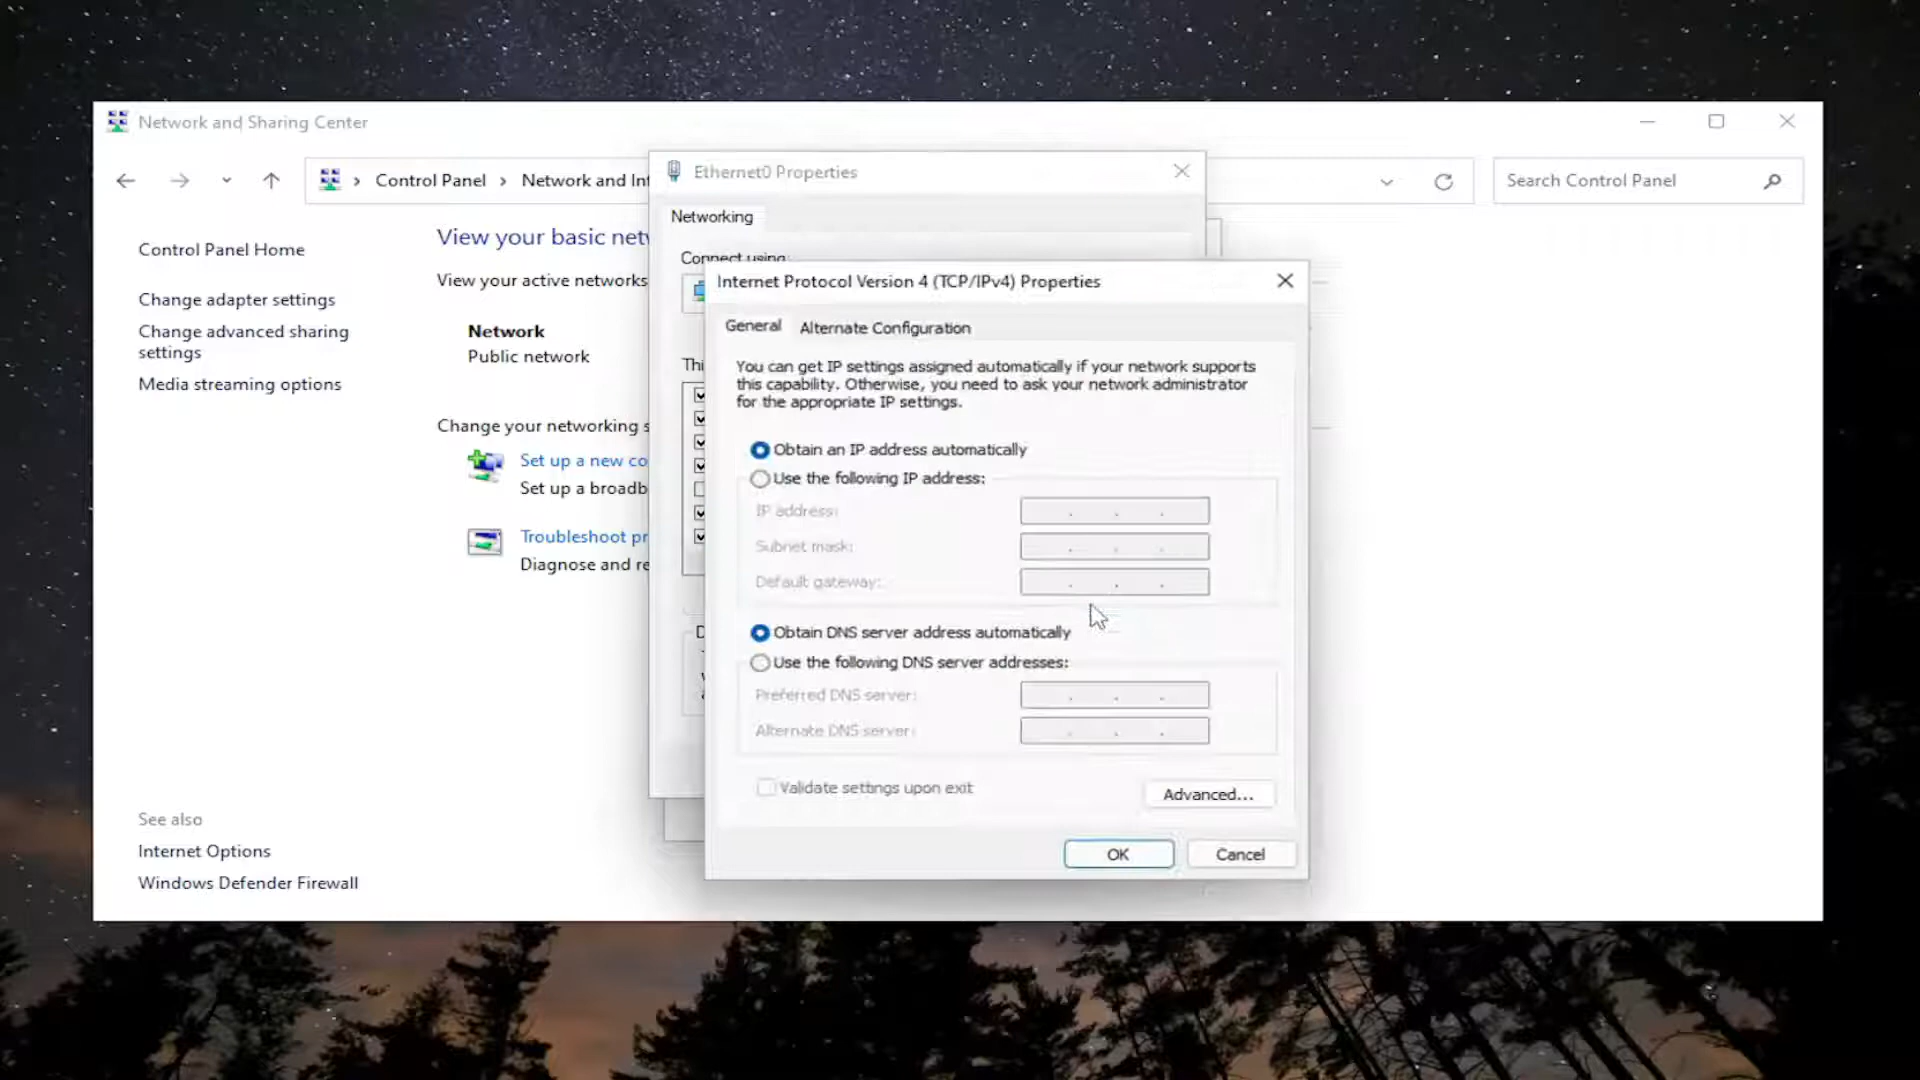 Network and Sharing Center
Control Panel
Network and Int
Search Control Panel
Control Panel Home
Change adapter settings
Change advanced sharing
settings
Media streaming options
See also
Internet Options
Windows Defender Firewall
View your basic net
View your active networks
Network
Public network
Change your networking s
Set up a new co
Set up a broadb
Troubleshoot pr
Diagnose and re
Ethernet0 Properties
Networking
Connect using:
Thi
Internet Protocol Version 4 (TCP/IPv4) Properties
General
Alternate Configuration
You can get IP settings assigned automatically if your network supports
this capability. Otherwise, you need to ask your network administrator
for the appropriate IP settings.
Obtain an IP address automatically
Use the following IP address:
IP address:
Subnet mask:
Default gateway:
Obtain DNS server address automatically
Use the following DNS server addresses:
Preferred DNS server:
Alternate DNS server:
Validate settings upon exit
Advanced...
OK
Cancel